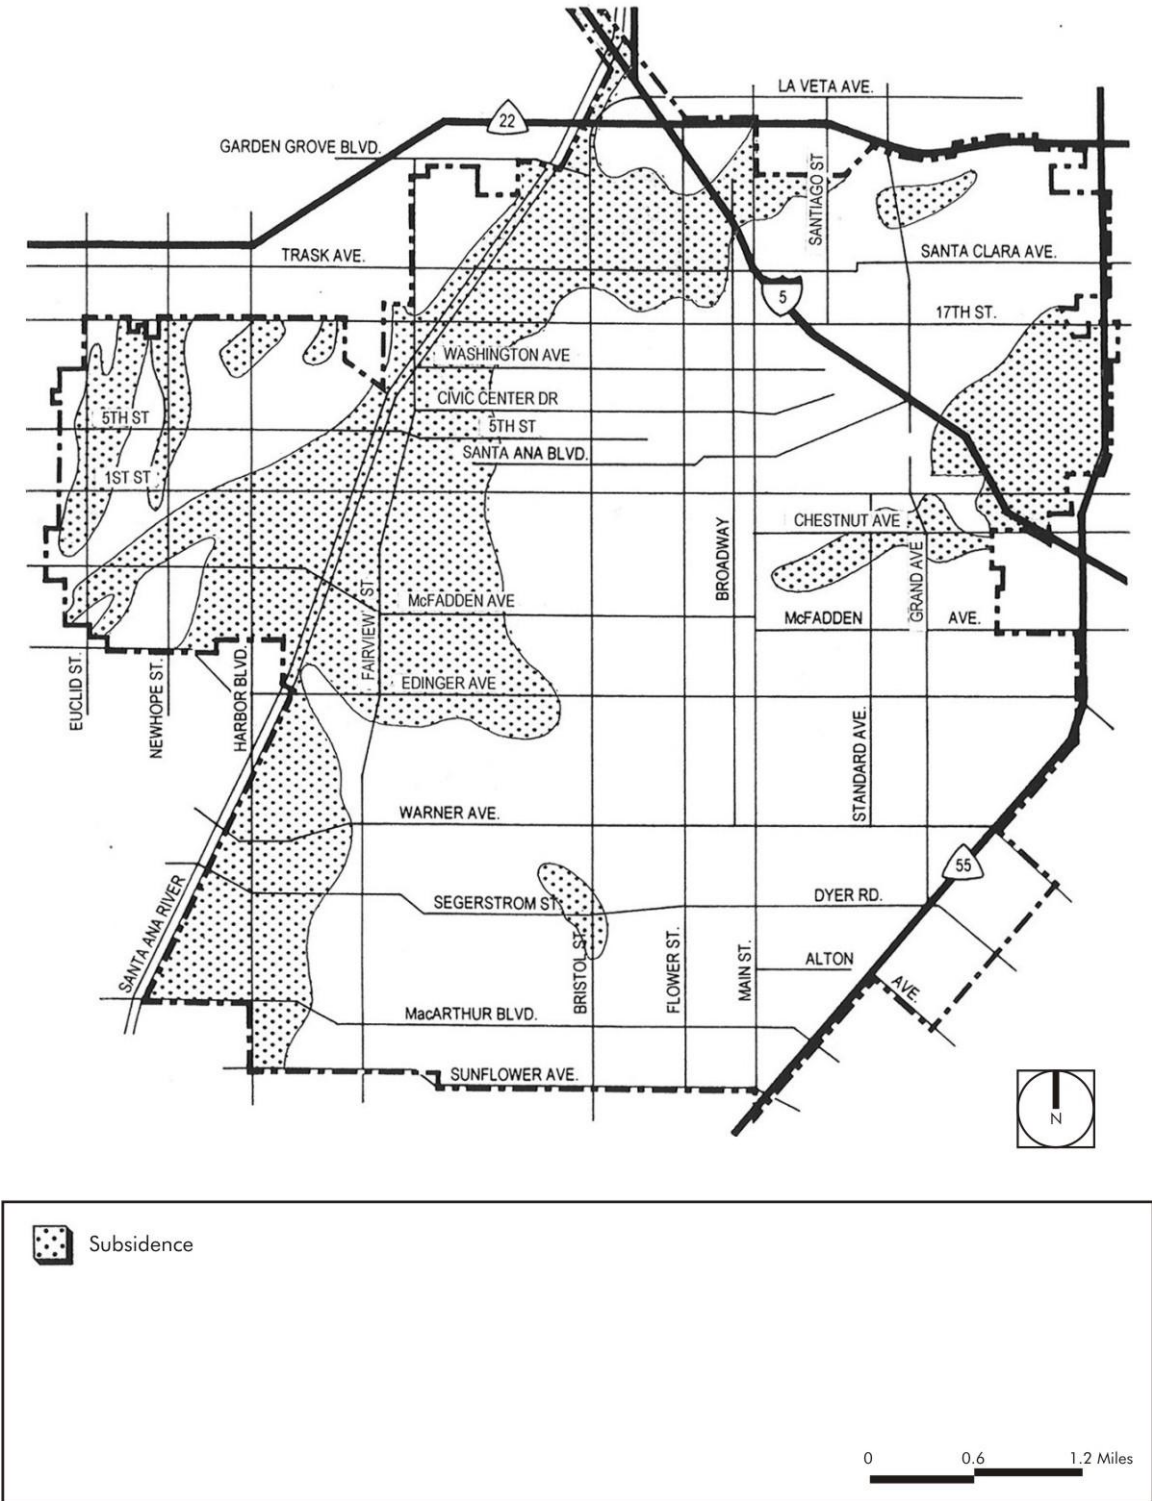 LA VETA AVE.
22
GARDEN GROVE BLVD.
SANTIAGO ST
TRASK AVE.
SANTA CLARA AVE.
5
17TH ST.
WASHINGTON AVE
CIVIC CENTER DR
5TH ST
5TH ST
SANTA ANA BLVD.
1ST ST
CHESTNUT AVE
BROADWAY
GRAND AVE
FAIRVIEW ST
McFADDEN AVE
McFADDEN AVE.
EUCLID ST.
NEWHOPE ST.
HARBOR BLVD.
EDINGER AVE
STANDARD AVE.
WARNER AVE.
55
SANTA ANA RIVER
SEGERSTROM ST
DYER RD.
BRISTOL ST.
FLOWER ST.
MAIN ST.
ALTON
AVE.
MacARTHUR BLVD.
SUNFLOWER AVE.
N
Subsidence
0 0.6 1.2 Miles